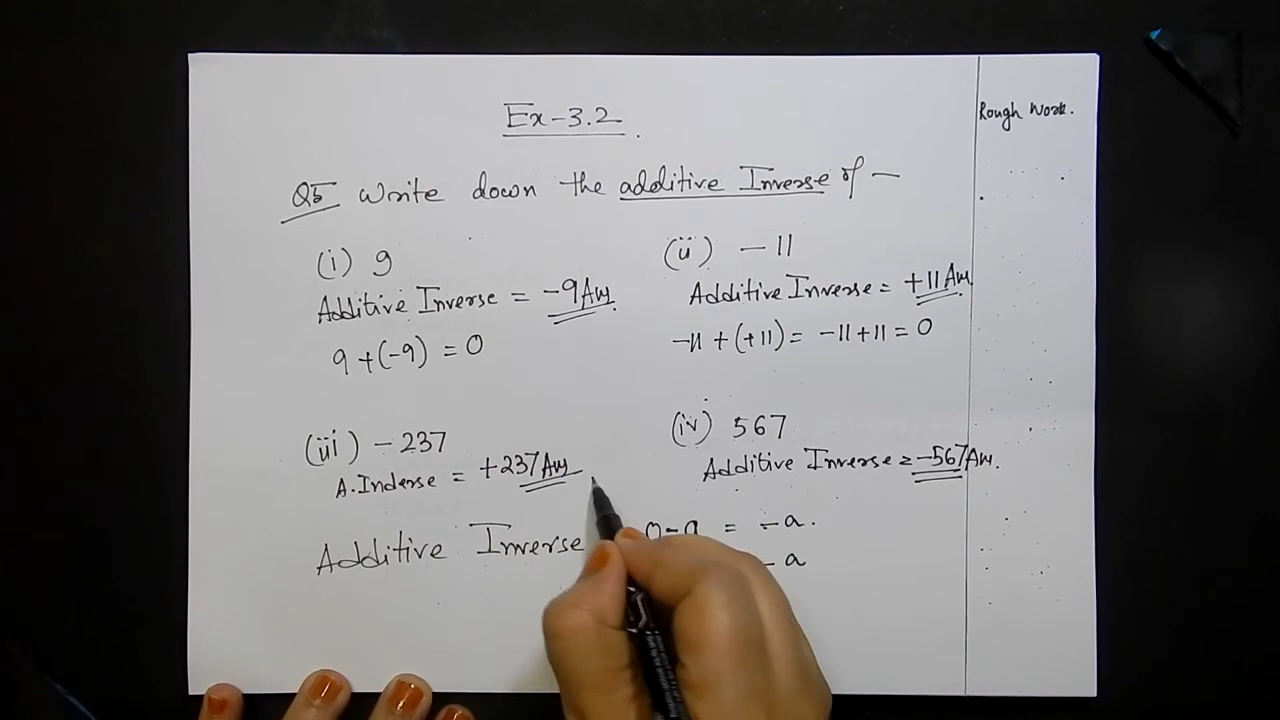 Ex-3.2
Rough Work.
Q5 Write down the additive Inverse of —
(i) 9
Additive Inverse = -9 Ans
9+(-9) = 0
(ii) -11
Additive Inverse = +11 Ans.
-11 + (+11) = -11+11 = 0
(iii) -237
A. Inderse = +237 Ans
(iv) 567
Additive Inverse = -567 Ans.
Additive Inverse 0-a = -a.
-a